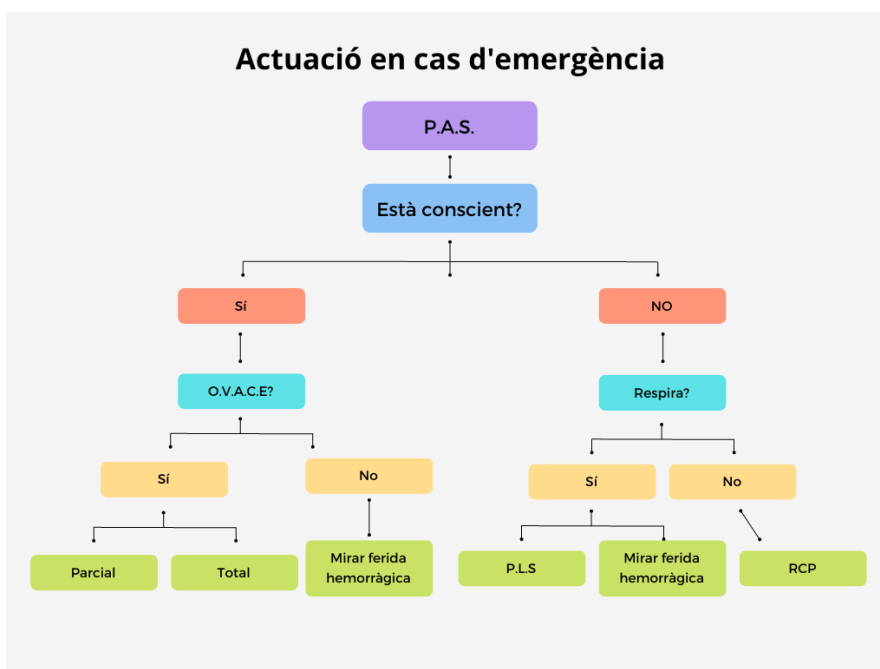 Actuació en cas d'emergència
P.A.S.
Està conscient?
Sí
NO
O.V.A.C.E?
Respira?
Sí
No
Sí
No
Parcial
Total
Mirar ferida
hemorràgica
P.L.S
Mirar ferida
hemorràgica
RCP